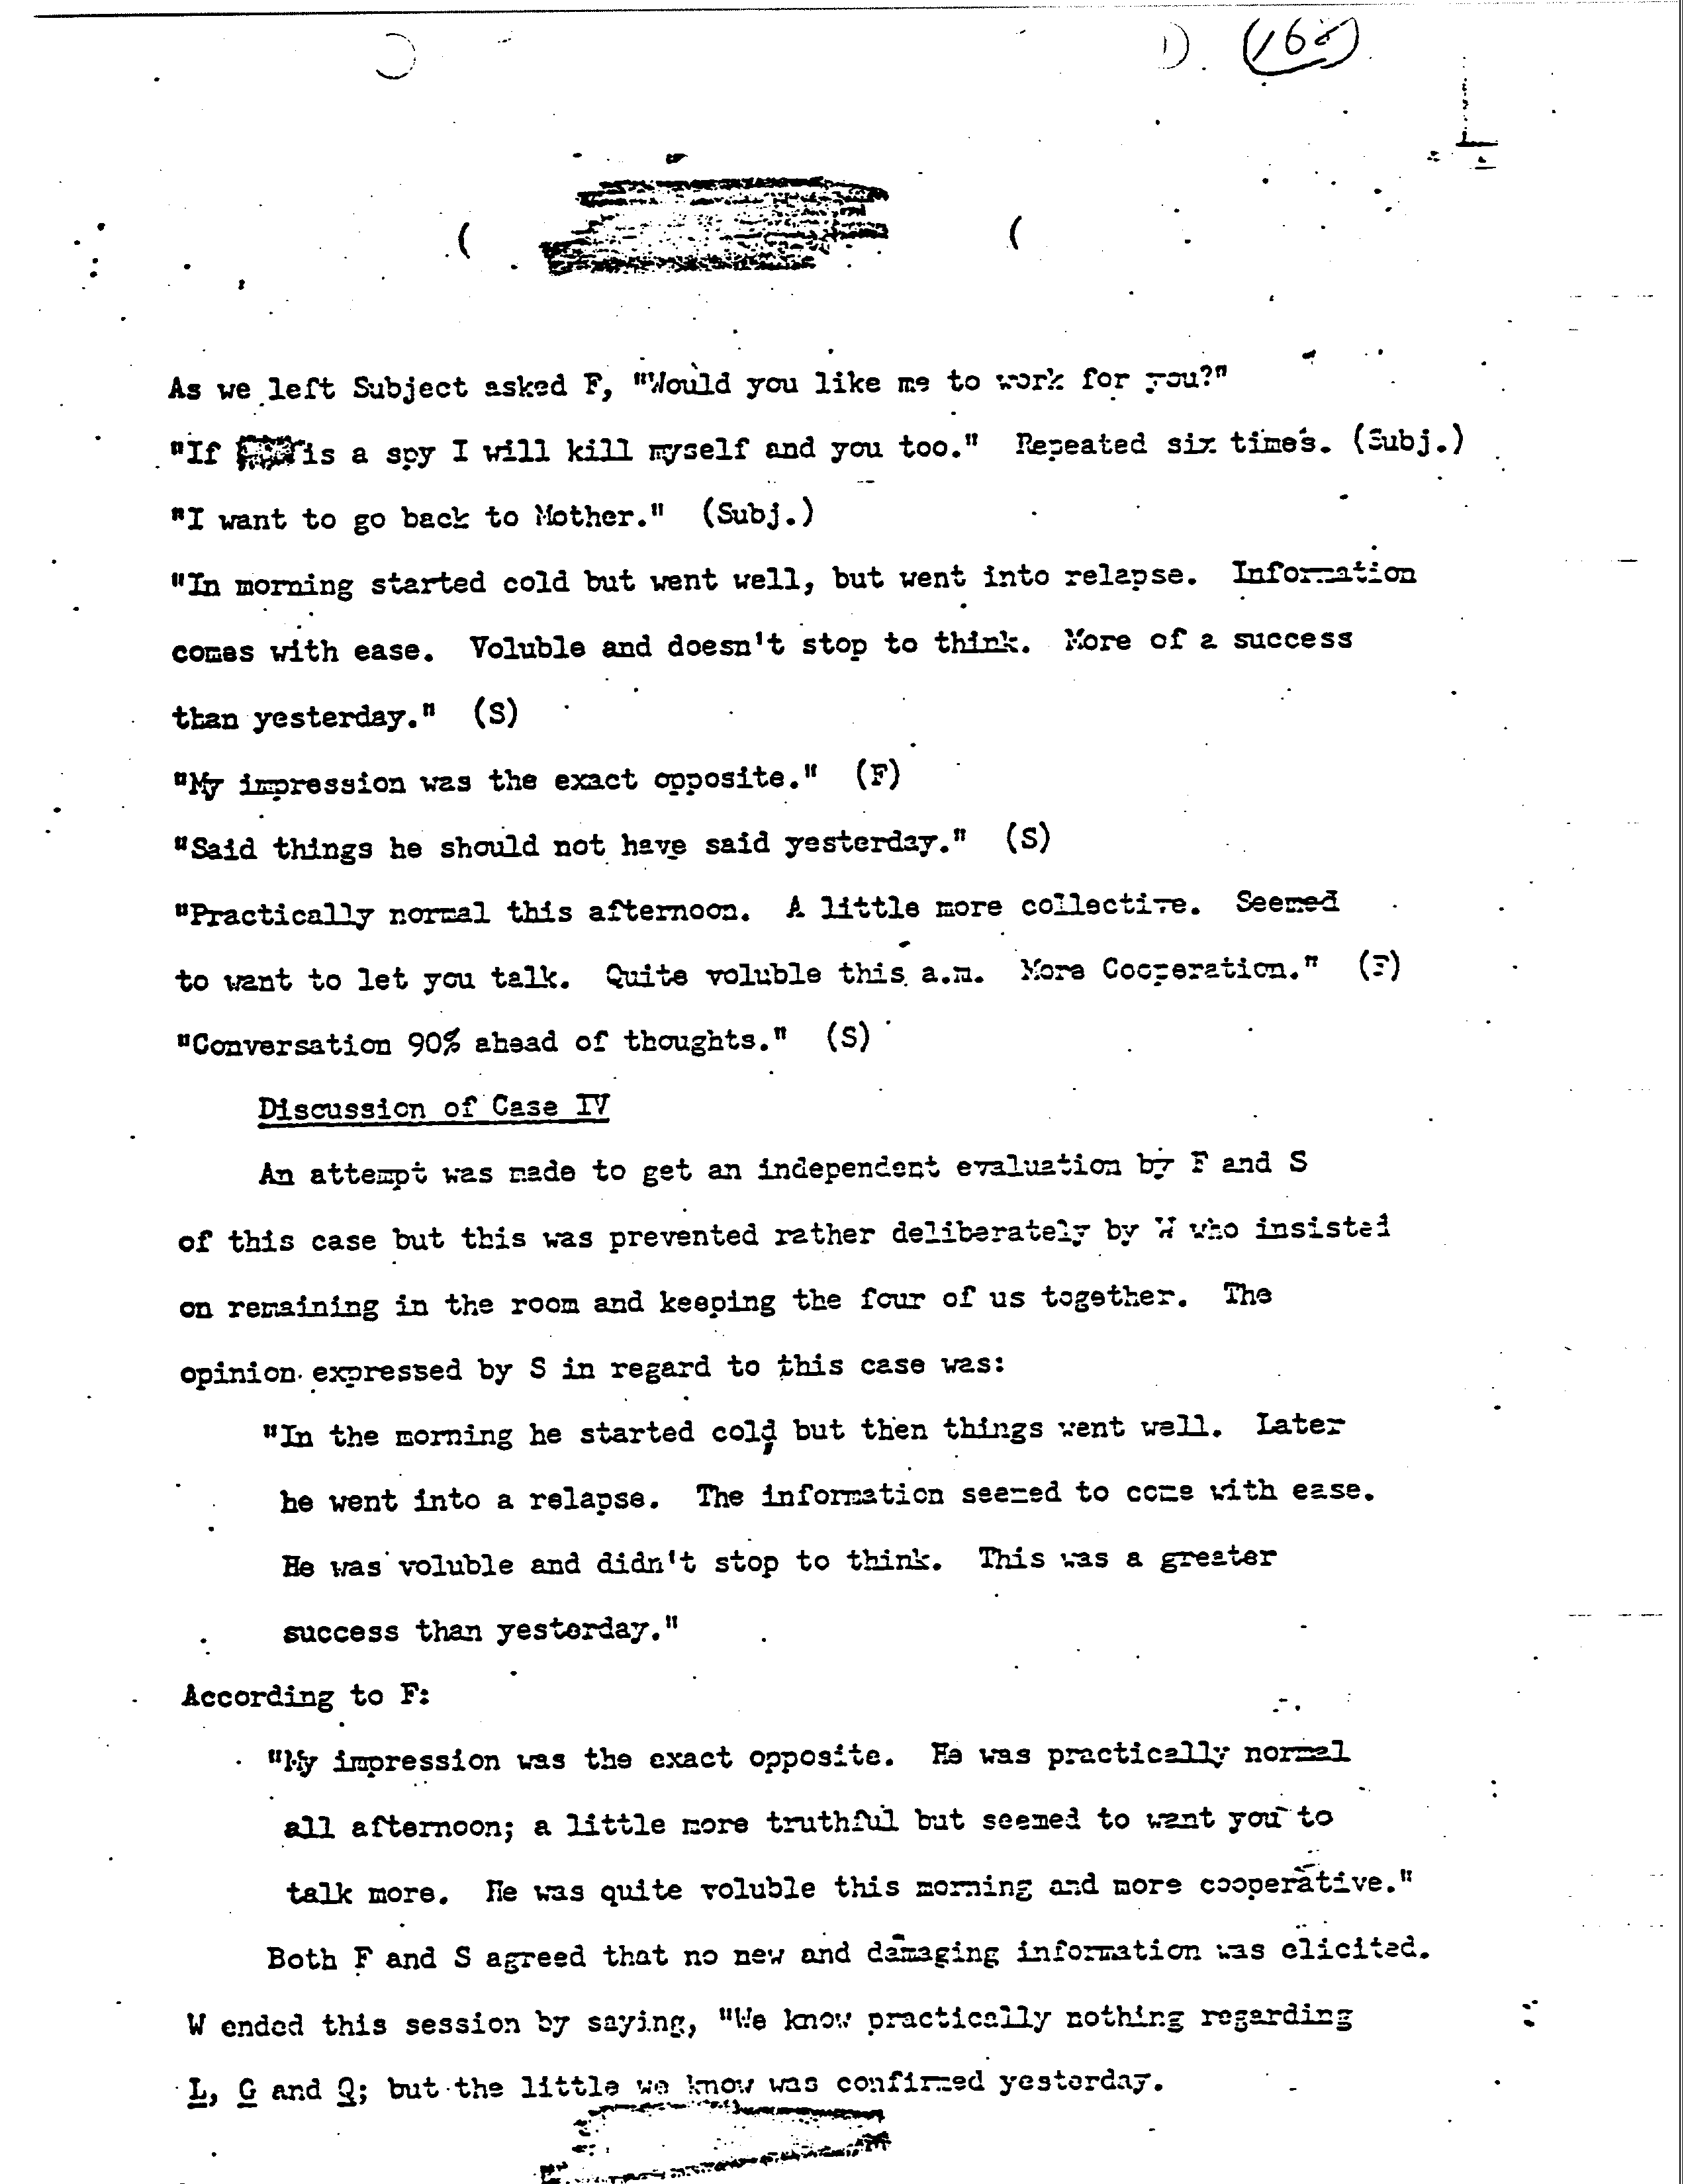 As we left Subject asked F, "Would you like me to work for you?"
"If is a spy I will kill myself and you too." Repeated six times. (Subj.)
"I want to go back to Mother." (Subj.)
"In morning started cold but went well, but went into relapse. Information
comes with ease. Voluble and doesn't stop to think. More of a success
than yesterday." (S)
"My impression was the exact opposite." (F)
"Said things he should not have said yesterday." (S)
"Practically normal this afternoon. A little more collective. Seemed
to want to let you talk. Quite voluble this a.m. More Cooperation." (F)
"Conversation 90% ahead of thoughts." (S)
Discussion of Case IV
An attempt was made to get an independent evaluation by F and S
of this case but this was prevented rather deliberately by W who insisted
on remaining in the room and keeping the four of us together. The
opinion expressed by S in regard to this case was:
"In the morning he started cold, but then things went well. Later
he went into a relapse. The information seemed to come with ease.
He was voluble and didn't stop to think. This was a greater
success than yesterday."
According to F:
"My impression was the exact opposite. He was practically normal
all afternoon; a little more truthful but seemed to want you to
talk more. He was quite voluble this morning and more cooperative."
Both F and S agreed that no new and damaging information was elicited.
W ended this session by saying, "We know practically nothing regarding
L, G and Q; but the little we know was confirmed yesterday.